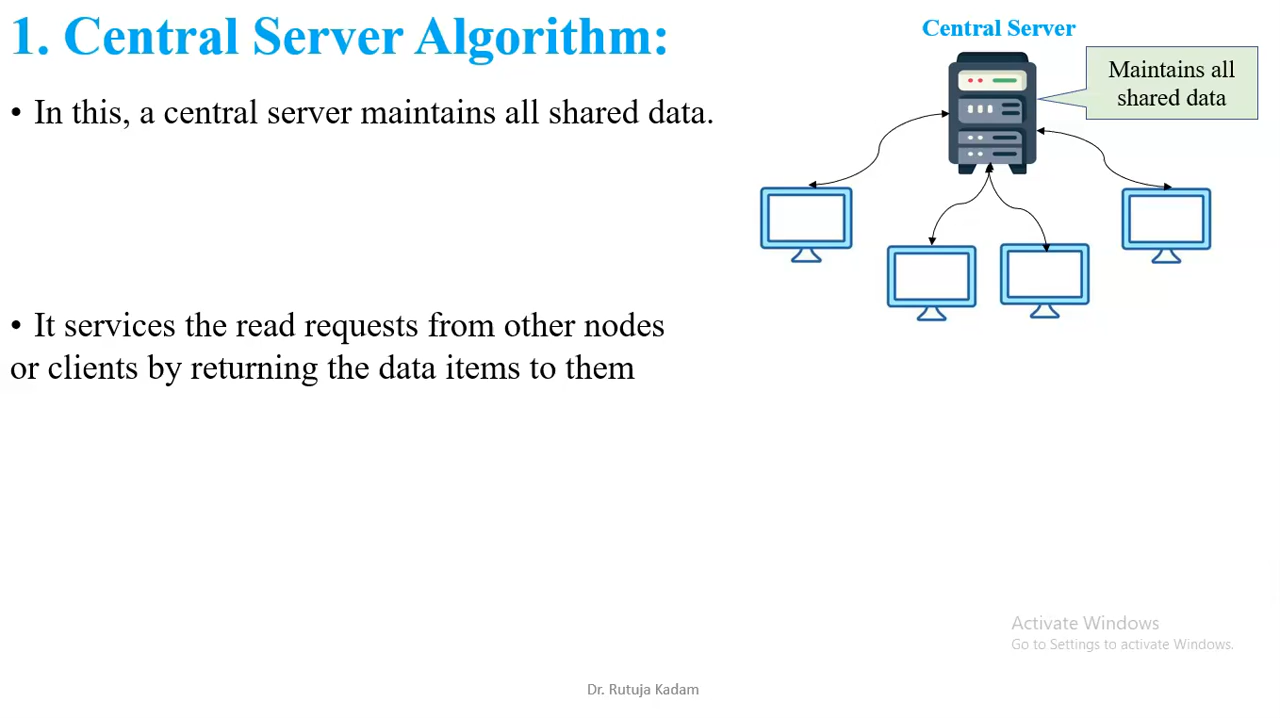 1. Central Server Algorithm:
• In this, a central server maintains all shared data.
• It services the read requests from other nodes
or clients by returning the data items to them
Central Server
Maintains all
shared data
Activate Windows
Go to Settings to activate Windows.
Dr. Rutuja Kadam